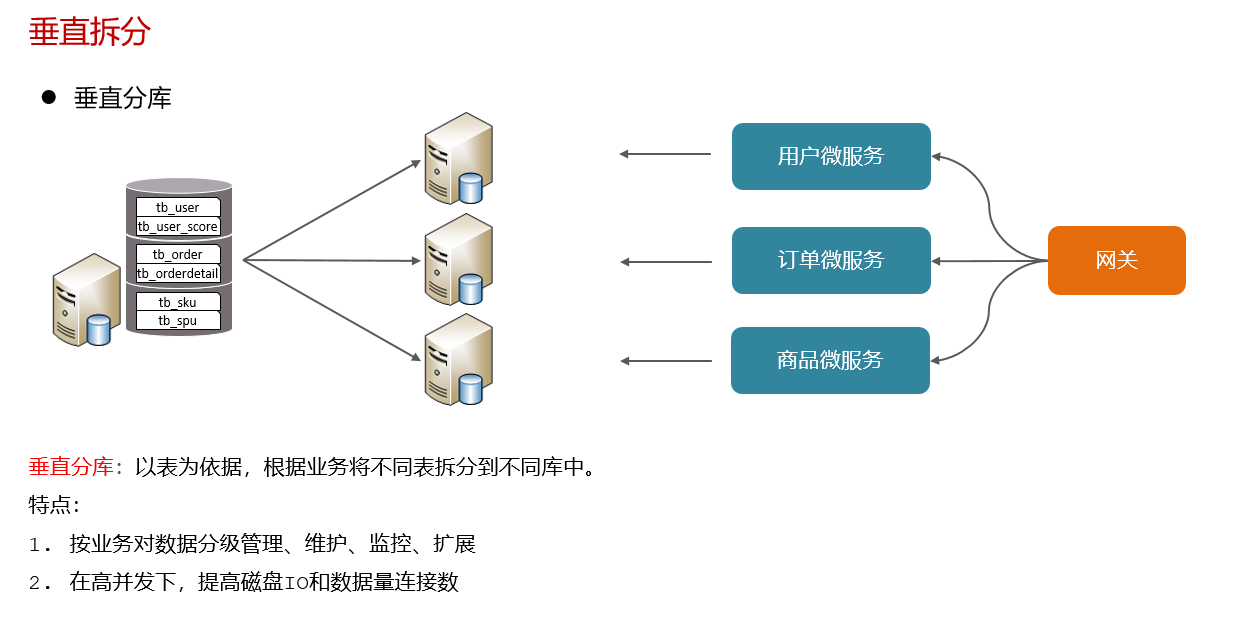 垂直拆分
● 垂直分库
tb_user
tb_user_score
tb_order
tb_orderdetail
tb_sku
tb_spu
用户微服务
订单微服务
商品微服务
网关
垂直分库：以表为依据，根据业务将不同表拆分到不同库中。
特点：
1. 按业务对数据分级管理、维护、监控、扩展
2. 在高并发下，提高磁盘IO和数据量连接数